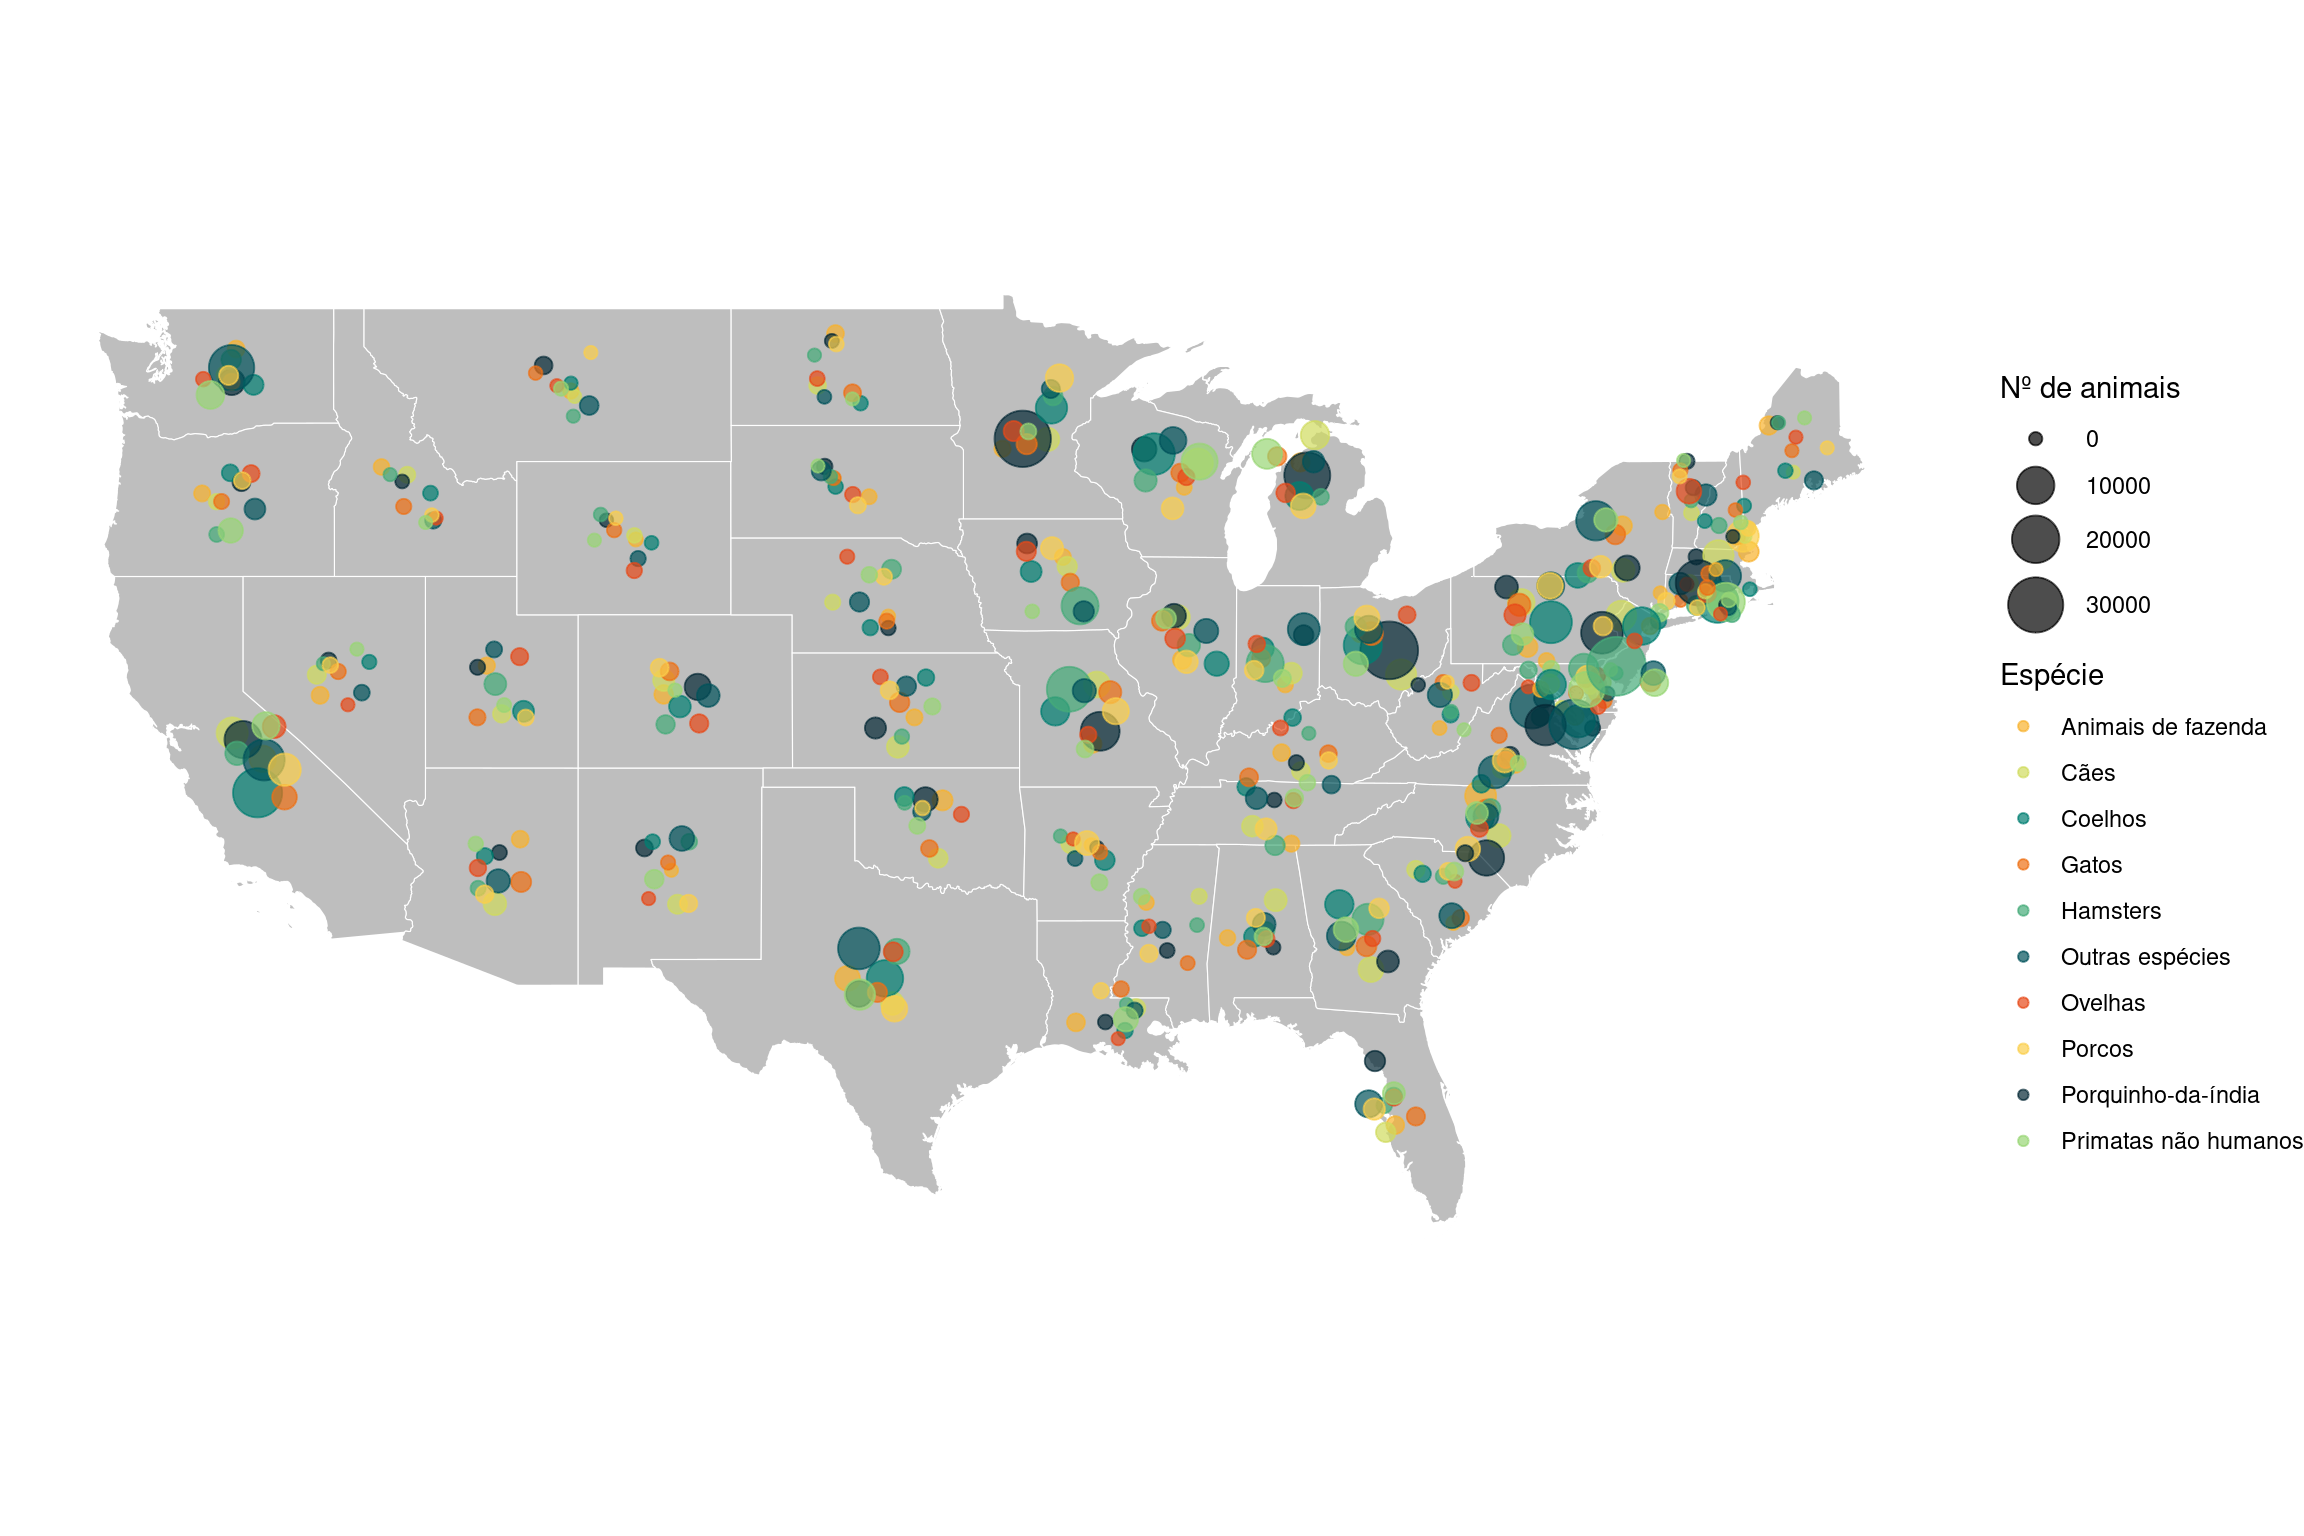 Nº de animais
0
10000
20000
30000
Espécie
Animais de fazenda
Cães
Coelhos
Gatos
Hamsters
Outras espécies
Ovelhas
Porcos
Porquinho-da-índia
Primatas não humanos